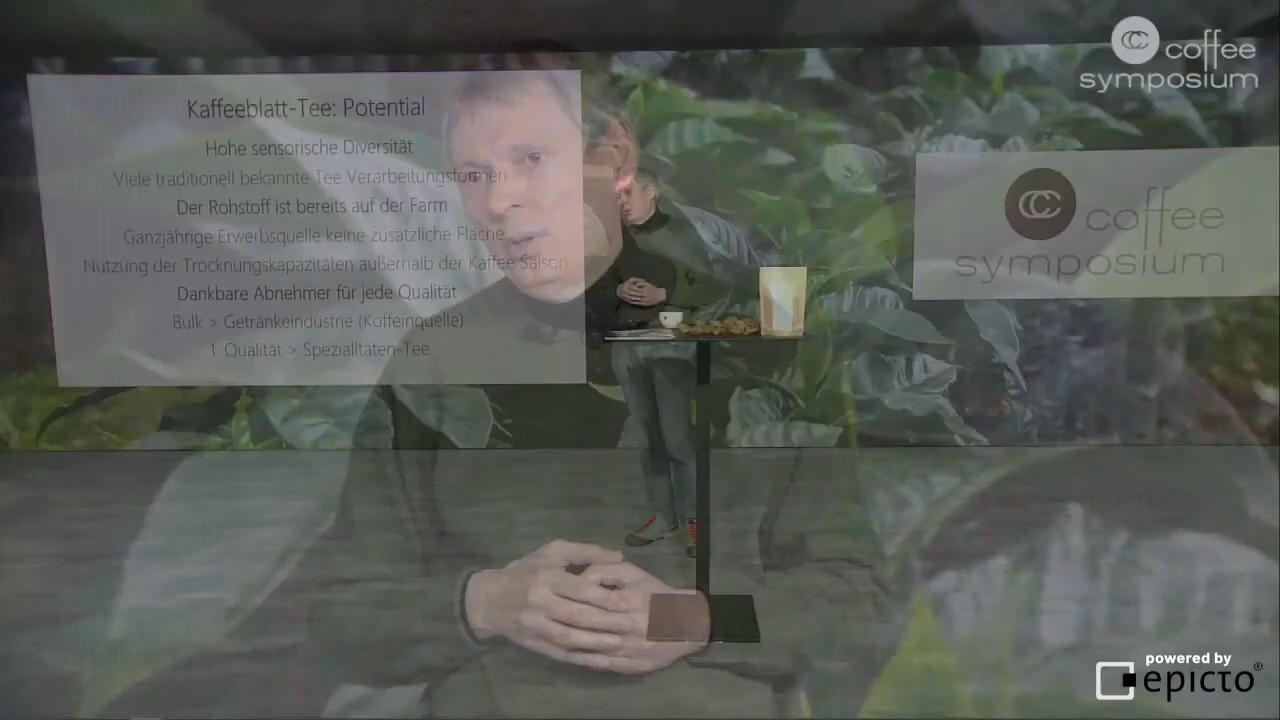 Kaffeeblatt-Tee: Potential
Hohe sensorische Diversität
Viele traditionell bekannte Tee Verarbeitungsformen
Der Rohstoff ist bereits auf der Farm
Ganzjährige Erwerbsquelle keine zusätzliche Fläche
Nutzung der Trocknungskapazitäten außerhalb der Kaffee Saison
Dankbare Abnehmer für jede Qualität
Bulk > Getränkeindustrie (Koffeinquelle)
1. Qualität > Spezialitäten-Tee
coffee
symposium
coffee
symposium
powered by
epicto®